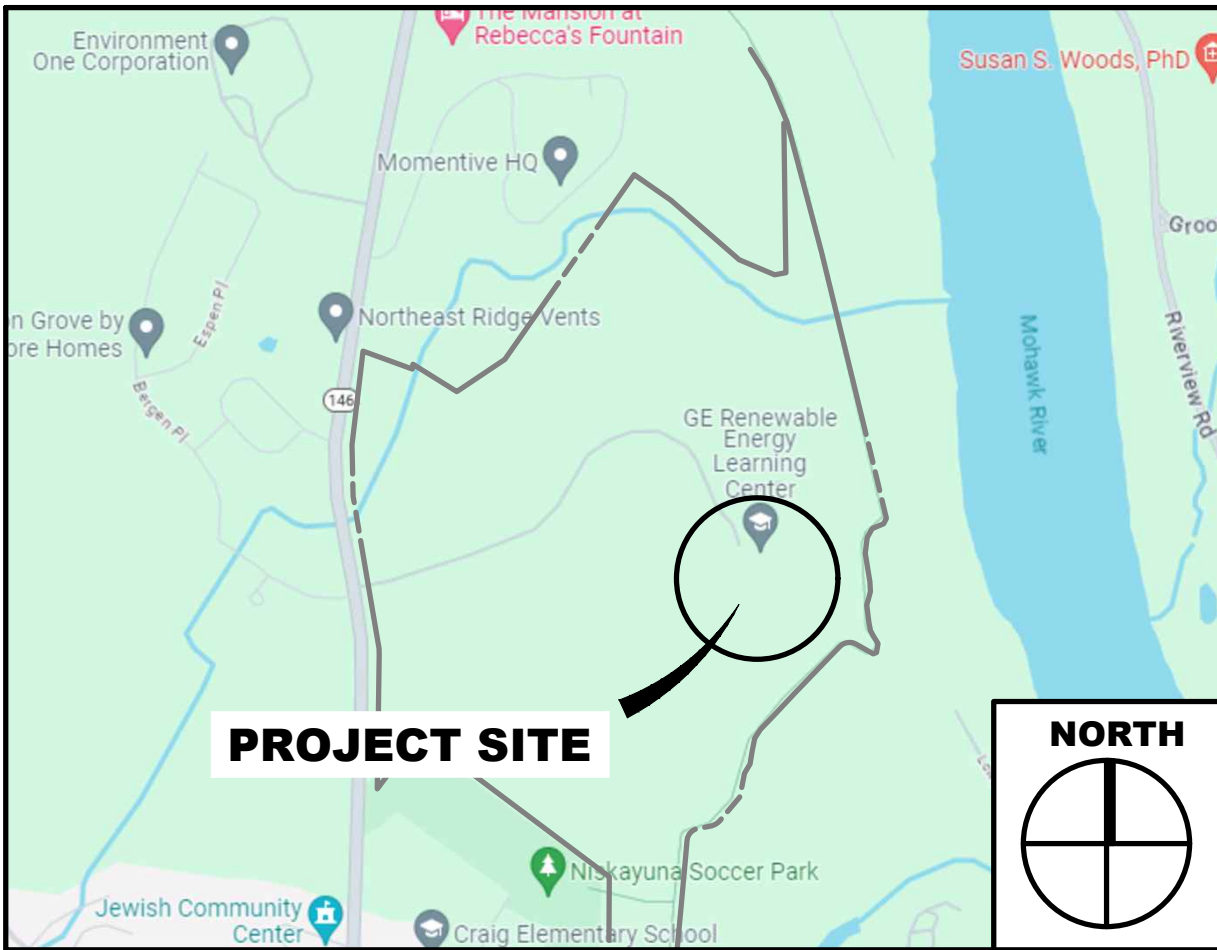 The Mansion at
Rebecca's Fountain
Environment
One Corporation
Susan S. Woods, PhD
Momentive HQ
Groo
Espen Pl
n Grove by
ore Homes
Northeast Ridge Vents
Mohawk River
Riverview Rd
Bergen Pl
146
GE Renewable
Energy
Learning
Center
PROJECT SITE
NORTH
Niskayuna Soccer Park
Jewish Community
Center
Craig Elementary School